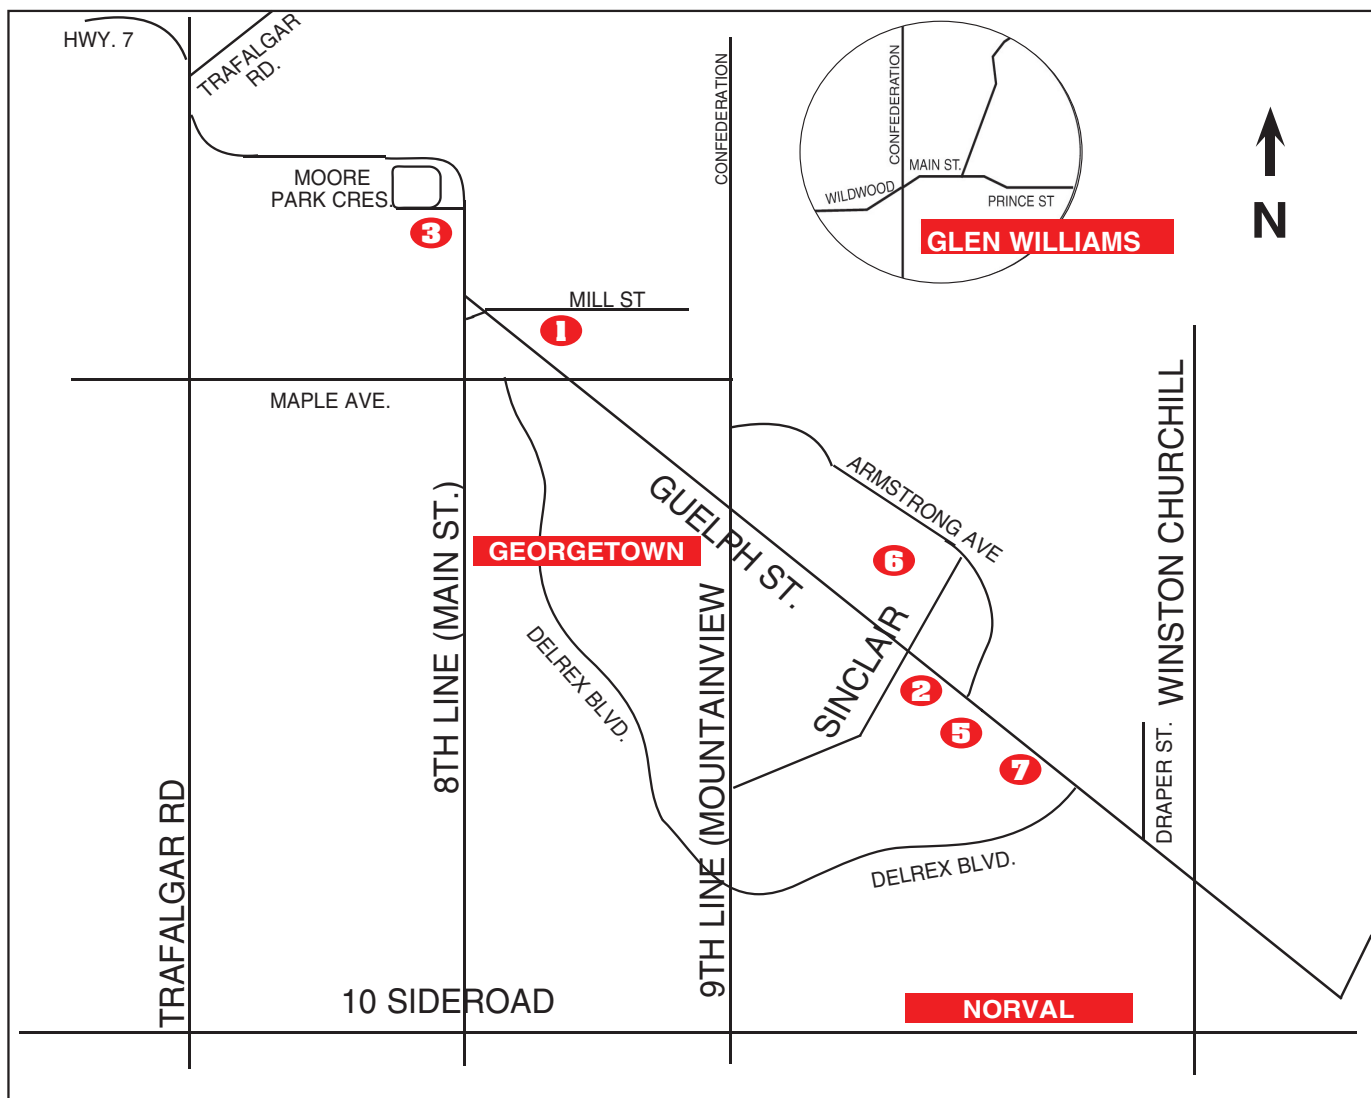 HWY. 7
TRAFALGAR
RD.
CONFEDERATION
CONFEDERATION
MAIN ST.
WILDWOOD
PRINCE ST
GLEN WILLIAMS
N
MOORE
PARK CRES.
3
MILL ST
1
MAPLE AVE.
ARMSTRONG AVE
GUELPH ST.
GEORGETOWN
6
WINSTON CHURCHILL
8TH LINE (MAIN ST.)
SINCLAIR
DELREX BLVD.
2
5
7
9TH LINE (MOUNTAINVIEW
DRAPER ST.
TRAFALGAR RD
DELREX BLVD.
10 SIDEROAD
NORVAL